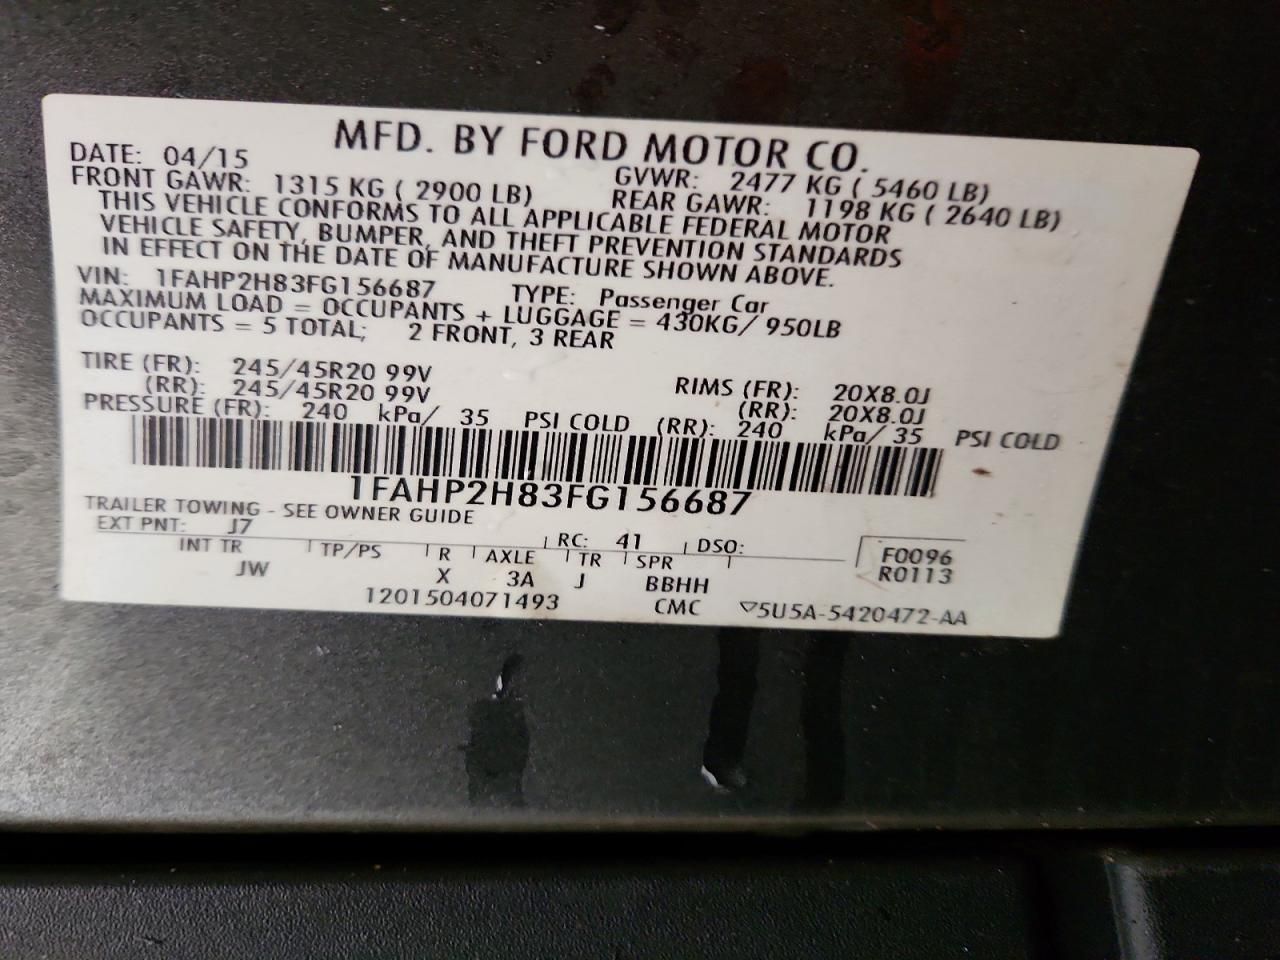 MFD. BY FORD MOTOR CO.
DATE: 04/15 GVWR: 2477 KG ( 5460 LB)
FRONT GAWR: 1315 KG ( 2900 LB) REAR GAWR: 1198 KG ( 2640 LB)
THIS VEHICLE CONFORMS TO ALL APPLICABLE FEDERAL MOTOR
VEHICLE SAFETY, BUMPER, AND THEFT PREVENTION STANDARDS
IN EFFECT ON THE DATE OF MANUFACTURE SHOWN ABOVE.
VIN: 1FAHP2H83FG156687 TYPE: Passenger Car
MAXIMUM LOAD = OCCUPANTS + LUGGAGE = 430KG/ 950LB
OCCUPANTS = 5 TOTAL; 2 FRONT, 3 REAR
TIRE (FR): 245/45R20 99V RIMS (FR): 20X8.0J
(RR): 245/45R20 99V (RR): 20X8.0J
PRESSURE (FR): 240 kPa/ 35 PSI COLD (RR): 240 kPa/ 35 PSI COLD
1FAHP2H83FG156687
TRAILER TOWING - SEE OWNER GUIDE
EXT PNT: J7 RC: 41 DSO: F0096
INT TR TP/PS R AXLE TR SPR R0113
JW X 3A J BBHH
1201504071493 CMC ▽5U5A-5420472-AA